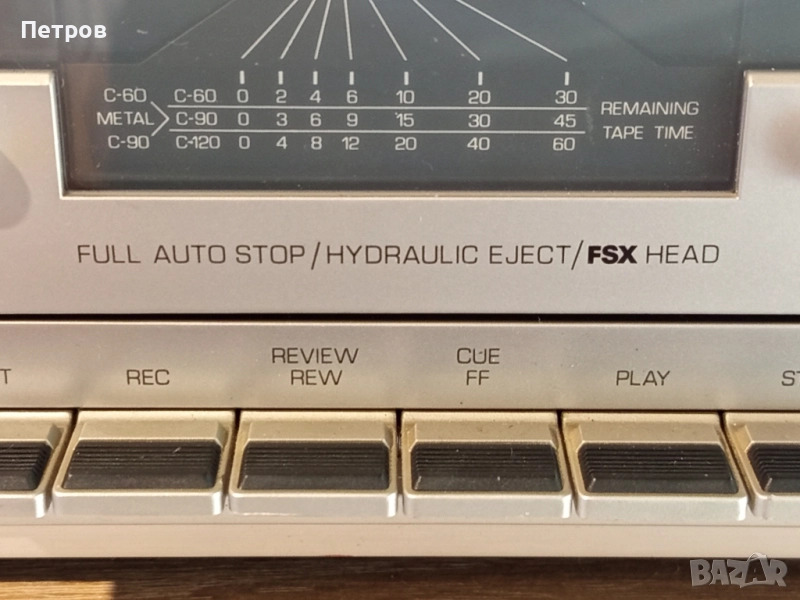 Петров
C-60 C-60 0 2 4 6 10 20 30
METAL C-90 0 3 6 9 15 30 45
C-90 C-120 0 4 8 12 20 40 60
REMAINING
TAPE TIME
FULL AUTO STOP/HYDRAULIC EJECT/FSX HEAD
REVIEW CUE
REC REW FF PLAY
BAZAR